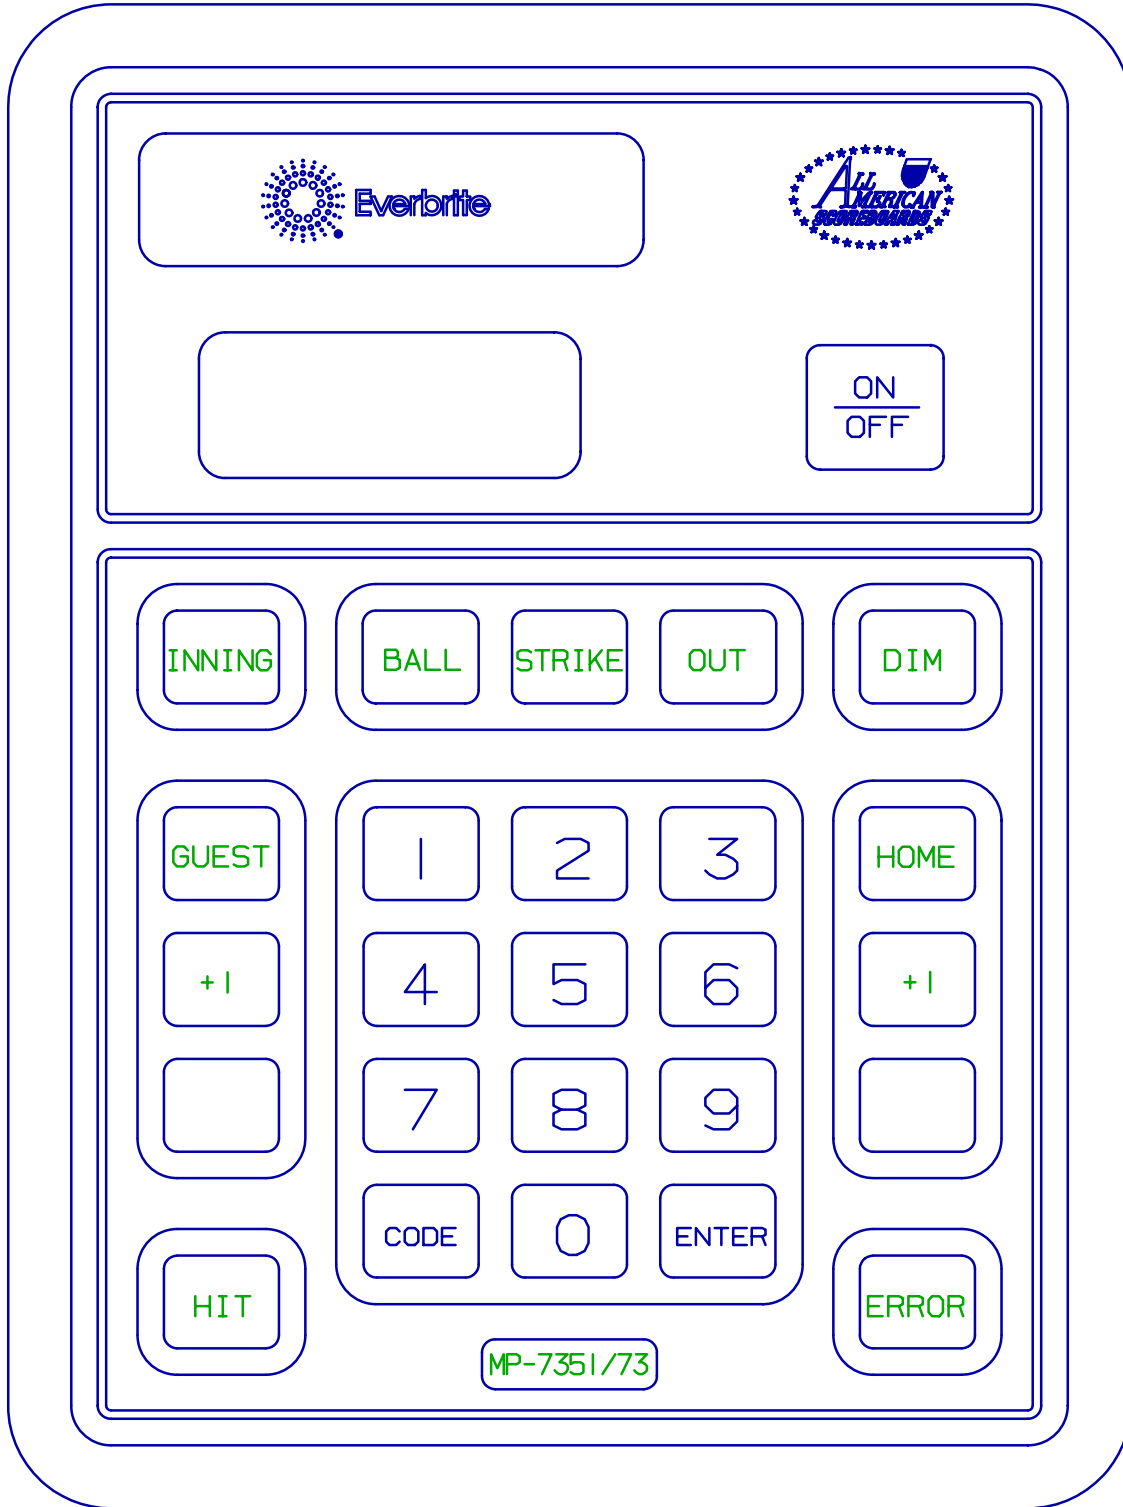 Everbrite
ALL
AMERICAN
SCOREBOARDS
ON
OFF
INNING BALL STRIKE OUT DIM
GUEST 1 2 3 HOME
+1 4 5 6 +1
7 8 9
CODE 0 ENTER
HIT ERROR
MP-7351/73